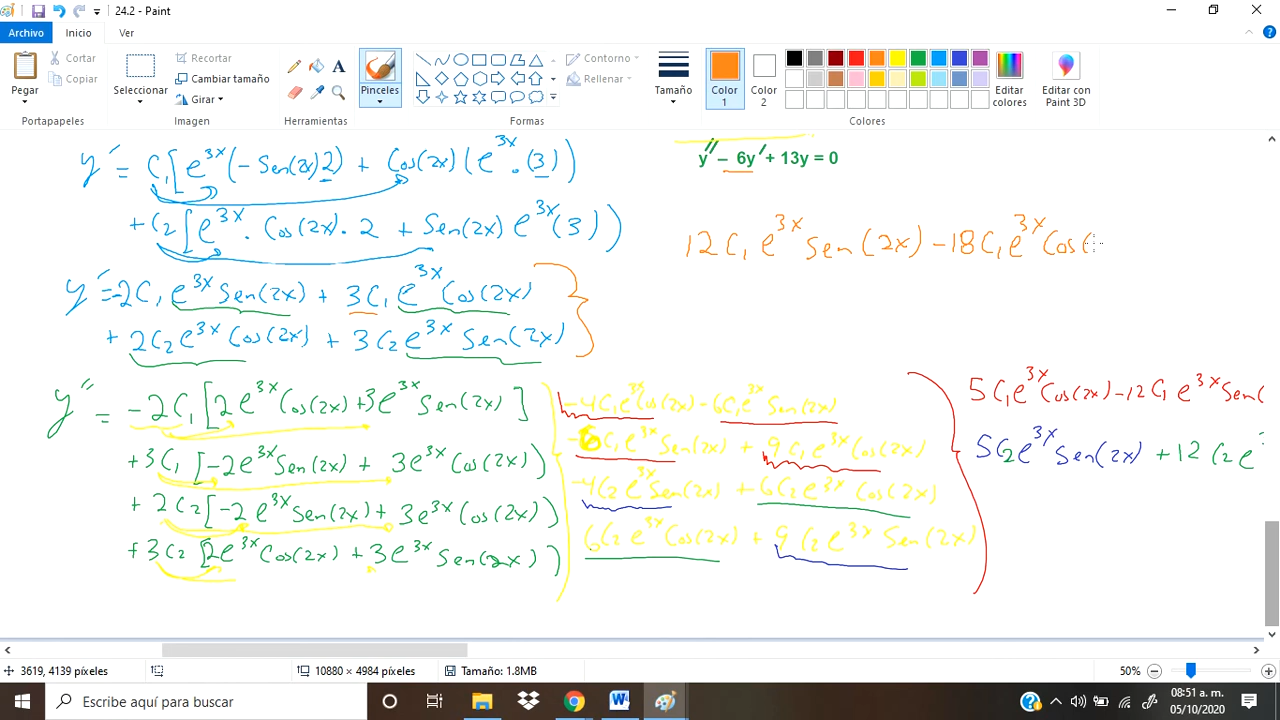 24.2 - Paint
Archivo Inicio Ver
Pegar
Cortar
Copiar
Portapapeles
Seleccionar
Recortar
Cambiar tamaño
Girar
Imagen
A
Herramientas
Pinceles
Contorno
Rellenar
Formas
Tamaño
Color 1
Color 2
Editar colores
Editar con Paint 3D
Colores
y'' – 6y' + 13y = 0
y' = C₁[e^3x(-Sen(2x)2) + Cos(2x)(e^3x·(3))
+C₂[e^3x · Cos(2x)·2 + Sen(2x) e^3x(3))
y'=-2C₁e^3x Sen(2x) + 3C₁e^3x Cos(2x)
+ 2C₂e^3x Cos(2x) + 3C₂e^3x Sen(2x)
12C₁e^3x Sen(2x) -18C₁e^3x Cos(
y'' = -2C₁[2e^3x Cos(2x)+3e^3x Sen(2x)]
+3C₁[-2e^3x Sen(2x) + 3e^3x Cos(2x))
+ 2C₂[-2e^3x Sen(2x)+ 3e^3x Cos(2x))
+3C₂[2e^3x Cos(2x) + 3e^3x Sen(2x))
-4C₁e^3x Cos(2x)-6C₁e^3x Sen(2x)
-6C₁e^3x Sen(2x) + 9C₁e^3x Cos(2x)
-4C₂e^3x Sen(2x) +6C₂e^3x Cos(2x)
6C₂e^3x Cos(2x) + 9C₂e^3x Sen(2x)
5C₁e^3x Cos(2x)-12C₁e^3x Sen(
5C₂e^3x Sen(2x) +12C₂e
3619, 4139 píxeles
10880 × 4984 píxeles
Tamaño: 1.8MB
50%
Escribe aquí para buscar
08:51 a. m.
05/10/2020